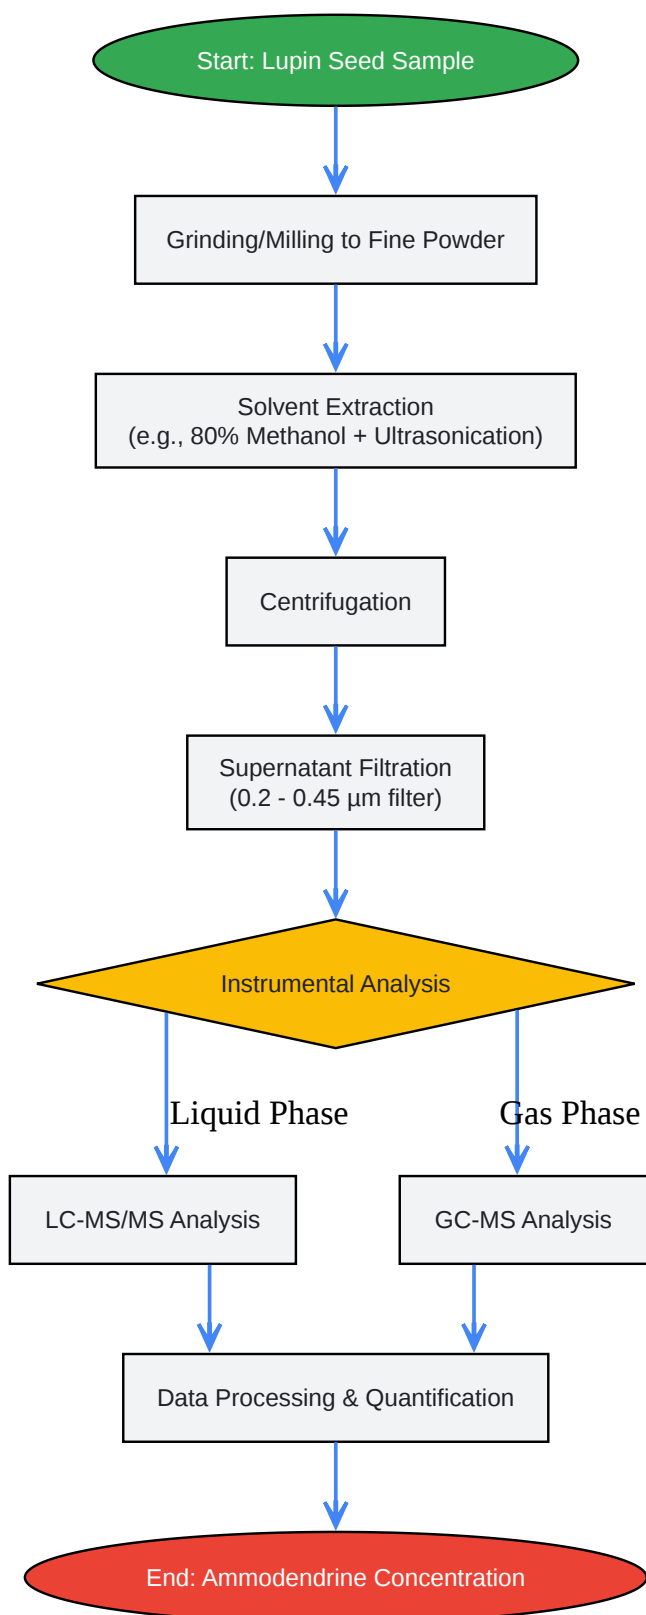 Start: Lupin Seed Sample
Grinding/Milling to Fine Powder
Solvent Extraction
(e.g., 80% Methanol + Ultrasonication)
Centrifugation
Supernatant Filtration
(0.2 - 0.45 µm filter)
Instrumental Analysis
Liquid Phase
Gas Phase
LC-MS/MS Analysis
GC-MS Analysis
Data Processing & Quantification
End: Ammodendrine Concentration